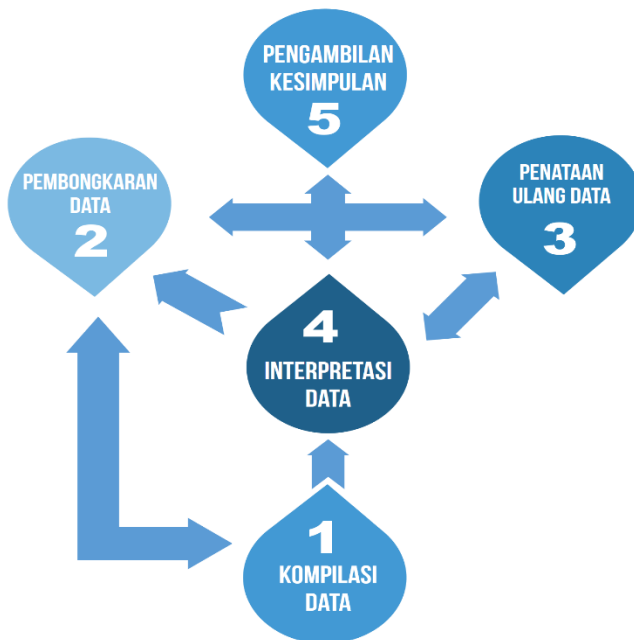 PENGAMBILAN
KESIMPULAN
5
PEMBONGKARAN
DATA
2
PENATAAN
ULANG DATA
3
4
INTERPRETASI
DATA
1
KOMPILASI
DATA